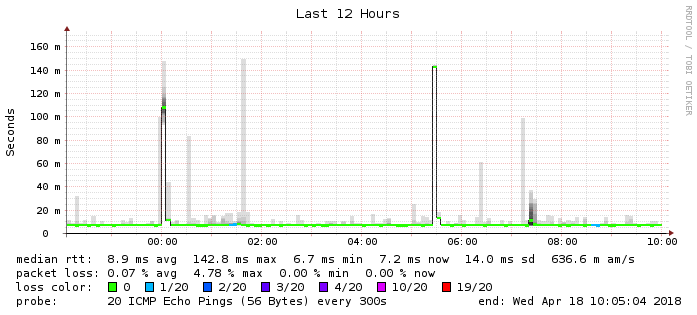 Last 12 Hours
RRDTOOL / TOBI OETIKER
Seconds
160 m
140 m
120 m
100 m
80 m
60 m
40 m
20 m
0
00:00 02:00 04:00 06:00 08:00 10:00
median rtt: 8.9 ms avg 142.8 ms max 6.7 ms min 7.2 ms now 14.0 ms sd 636.6 m am/s
packet loss: 0.07 % avg 4.78 % max 0.00 % min 0.00 % now
loss color: 0 1/20 2/20 3/20 4/20 10/20 19/20
probe: 20 ICMP Echo Pings (56 Bytes) every 300s end: Wed Apr 18 10:05:04 2018